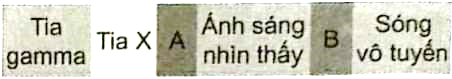 Tia gamma
Tia X
A
Ánh sáng nhìn thấy
B
Sóng vô tuyến